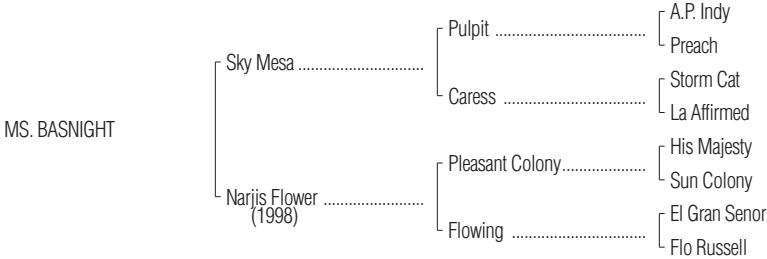 A.P. Indy
Pulpit ....................................
Preach
Sky Mesa ..............................
Storm Cat
Caress ..................................
La Affirmed
MS. BASNIGHT
His Majesty
Pleasant Colony.....................
Sun Colony
Narjis Flower ........................
(1998)
El Gran Senor
Flowing ................................
Flo Russell